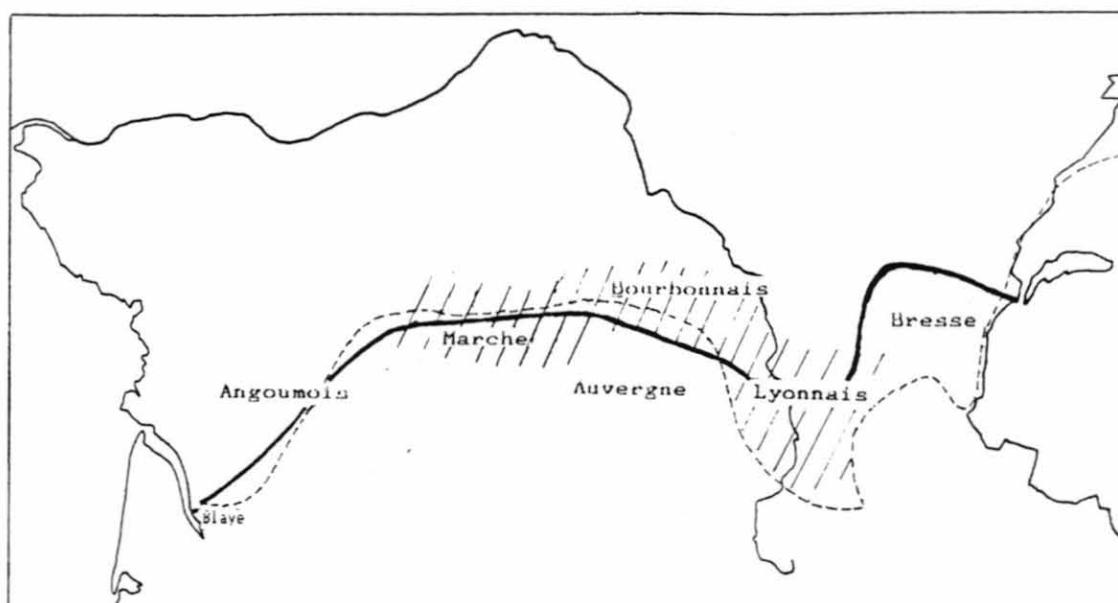 Bourbonnais
Bresse
Marche
Angoumois
Auvergne
Lyonnais
Blaye